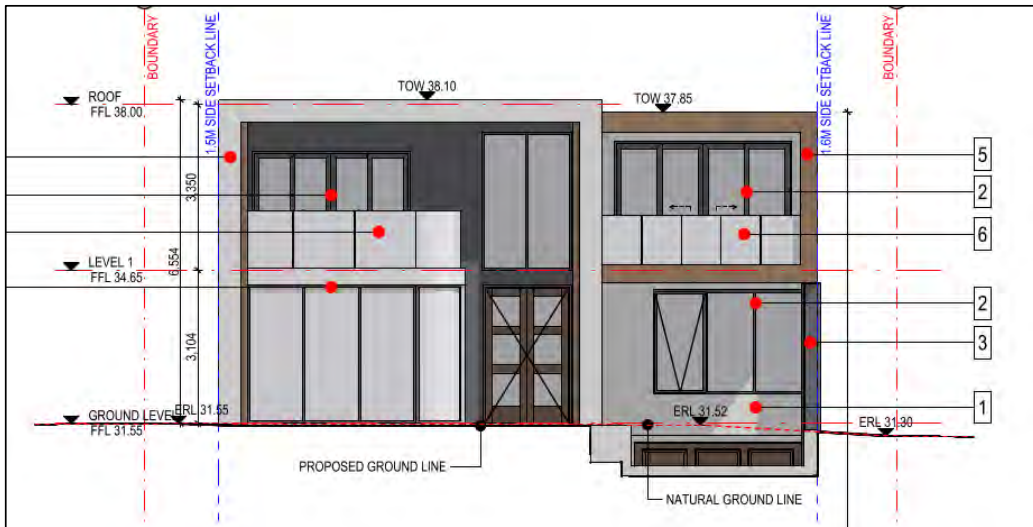 BOUNDARY
1.5M SIDE SETBACK LINE
TOW 38.10
TOW 37.85
1.6M SIDE SETBACK LINE
BOUNDARY
ROOF
FFL 38.00
3.350
5
2
6
LEVEL 1
FFL 34.65
6.554
2
3.104
3
GROUND LEVEL
FFL 31.55
ERL 31.55
1
ERL 31.52
ERL 31.30
PROPOSED GROUND LINE
NATURAL GROUND LINE